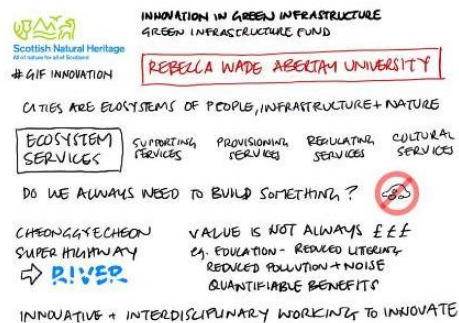 INNOVATION IN GREEN INFRASTRUCTURE
GREEN INFRASTRUCTURE FUND
Scottish Natural Heritage
All of nature for all of Scotland
# GIF INNOVATION
REBECCA WADE ABERTAY UNIVERSITY
CITIES ARE ECOSYSTEMS OF PEOPLE, INFRASTRUCTURE + NATURE
ECOSYSTEM SERVICES
SUPPORTING SERVICES
PROVISIONING SERVICES
REGULATING SERVICES
CULTURAL SERVICES
DO WE ALWAYS NEED TO BUILD SOMETHING?
CHEONGGYECHEON
SUPER HIGHWAY
⇨ RIVER
VALUE IS NOT ALWAYS £££
eg. EDUCATION - REDUCED LITTERING
REDUCED POLLUTION + NOISE
QUANTIFIABLE BENEFITS
INNOVATIVE + INTERDISCIPLINARY WORKING TO INNOVATE